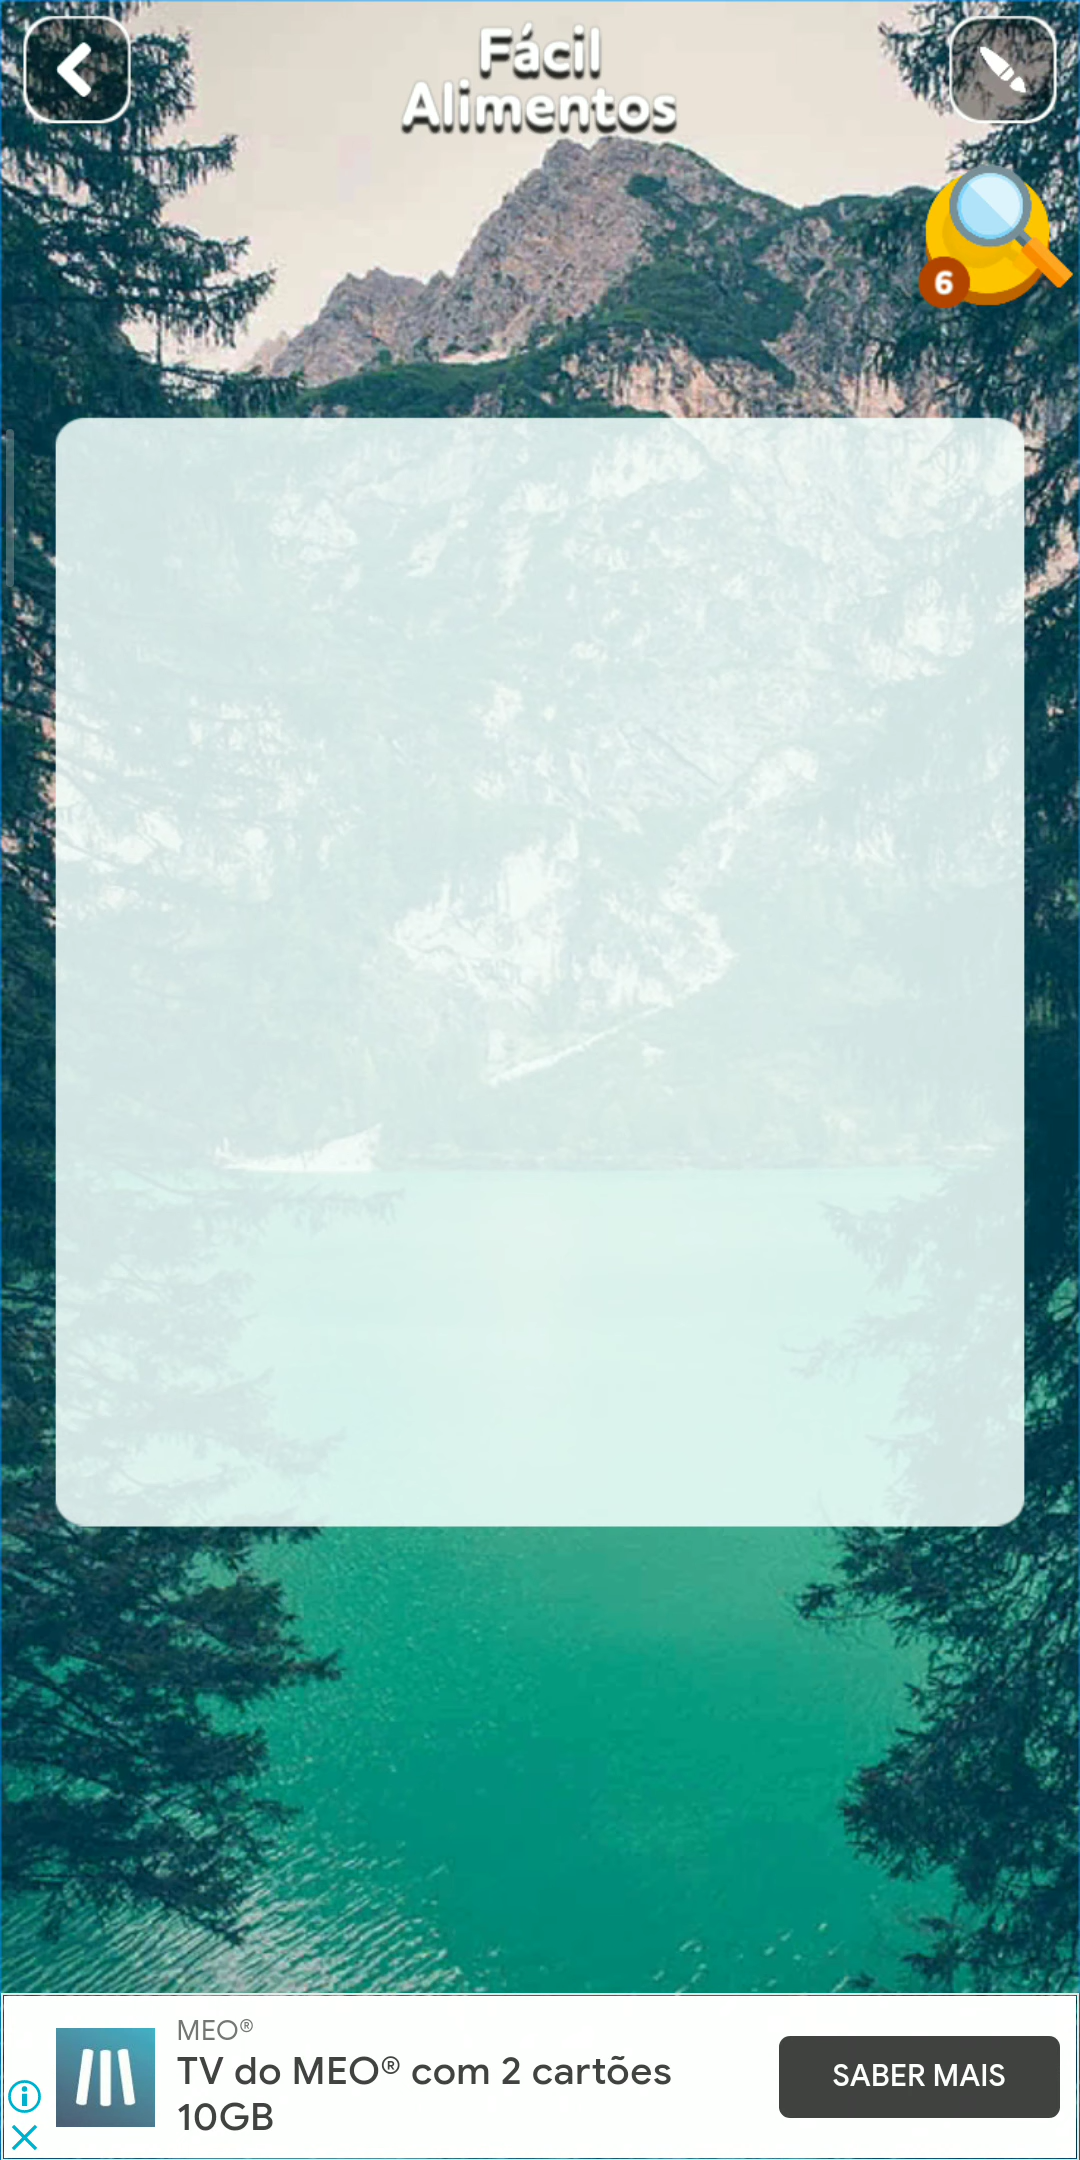 Fácil
Alimentos
6
MEO®
TV do MEO® com 2 cartões
10GB
SABER MAIS